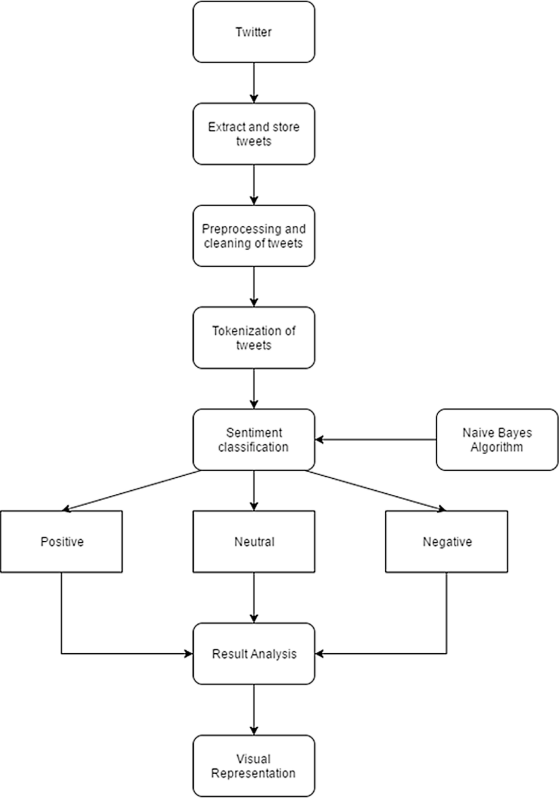 Twitter
Extract and store
tweets
Preprocessing and
cleaning of tweets
Tokenization of
tweets
Sentiment
classification
Naive Bayes
Algorithm
Positive
Neutral
Negative
Result Analysis
Visual
Representation